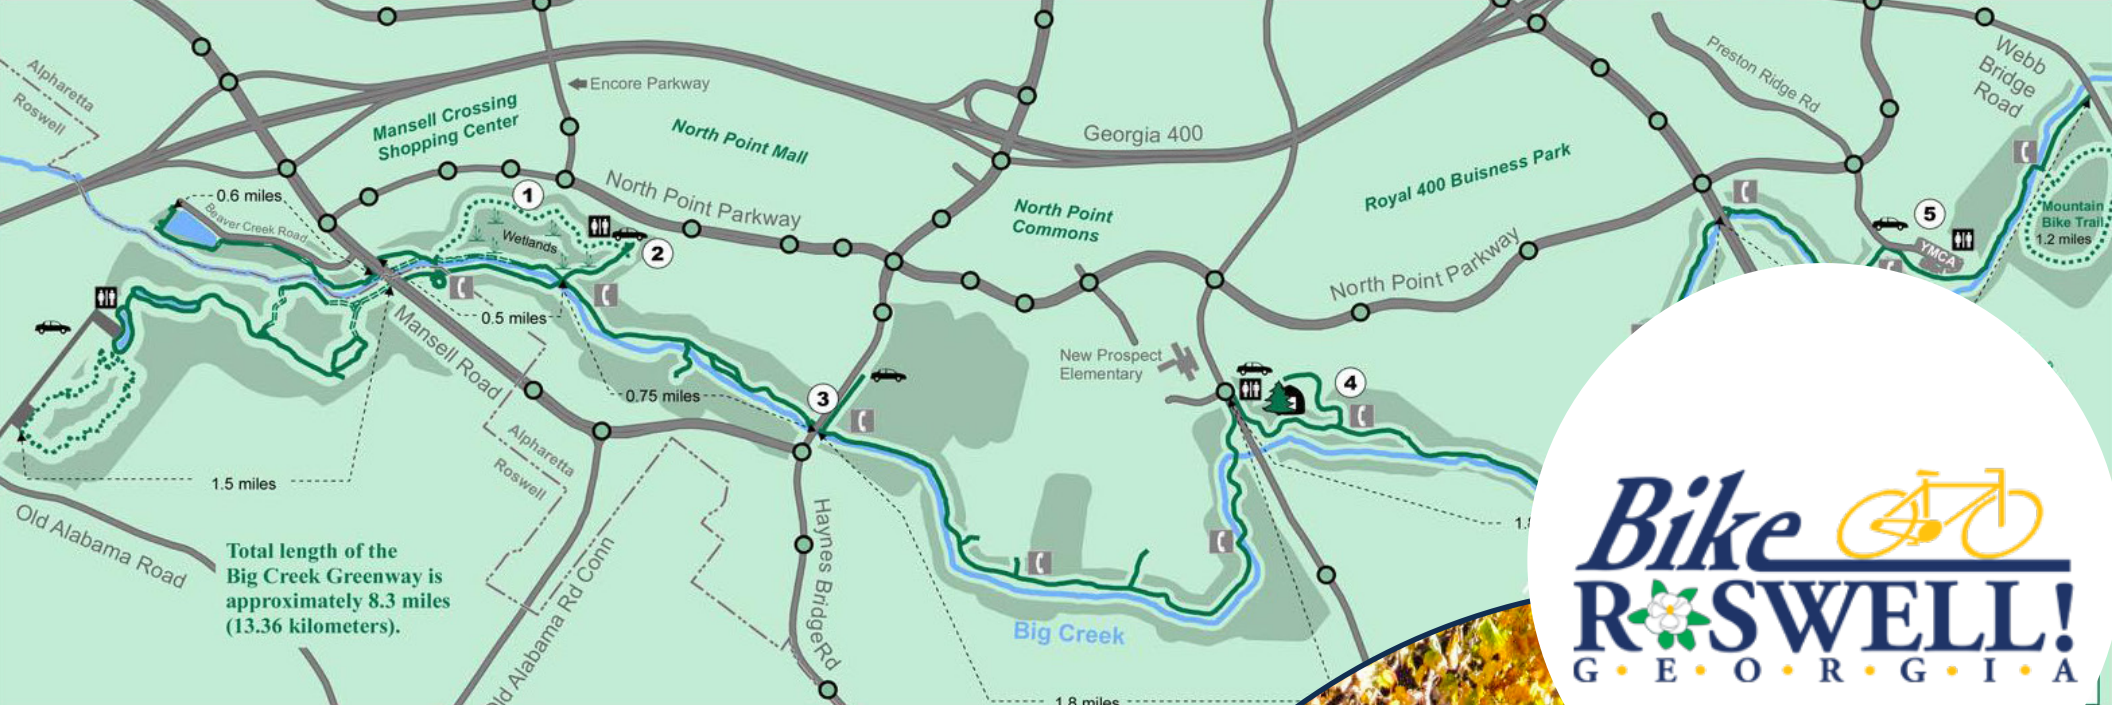 Alpharetta
Roswell
Encore Parkway
Mansell Crossing
Shopping Center
North Point Mall
Georgia 400
Royal 400 Buisness Park
Preston Ridge Rd
Webb
Bridge
Road
0.6 miles
Beaver Creek Road
1
Wetlands
2
North Point Parkway
North Point
Commons
North Point Parkway
5
YMCA
Mountain
Bike Trail
1.2 miles
0.5 miles
Mansell Road
0.75 miles
3
New Prospect
Elementary
4
Alpharetta
Roswell
1.5 miles
Old Alabama Road
Total length of the
Big Creek Greenway is
approximately 8.3 miles
(13.36 kilometers).
Old Alabama Rd Conn
Haynes Bridge Rd
Big Creek
1.8 miles
Bike
ROSWELL!
G·E·O·R·G·I·A